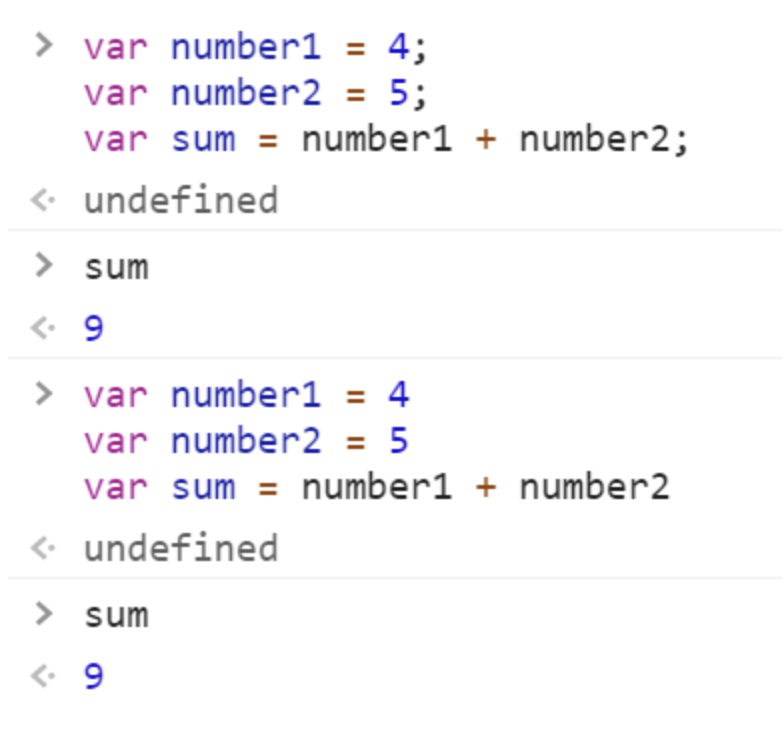 > var number1 = 4;
var number2 = 5;
var sum = number1 + number2;
<· undefined
> sum
<· 9
> var number1 = 4
var number2 = 5
var sum = number1 + number2
<· undefined
> sum
<· 9